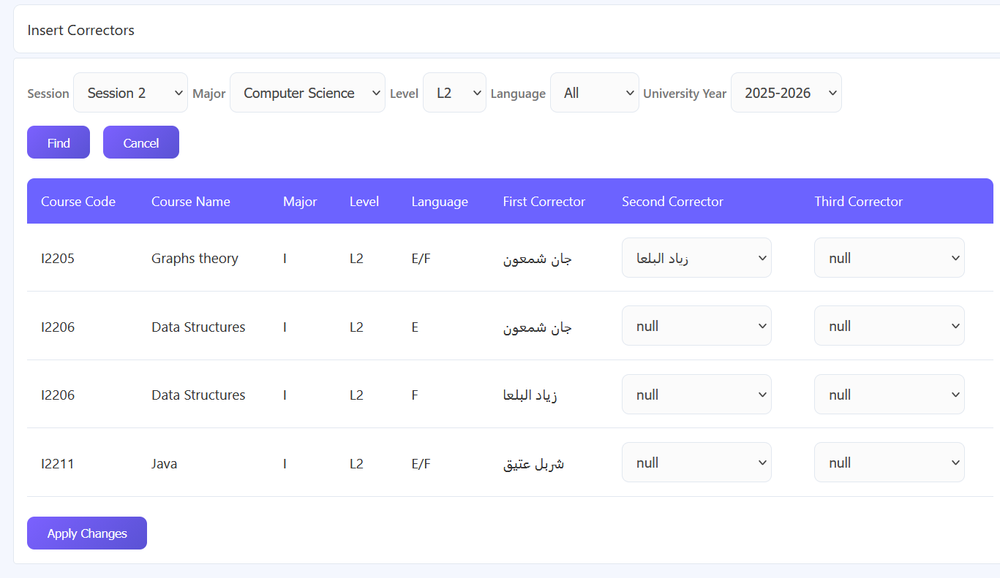 Insert Correctors
Session Session 2 Major Computer Science Level L2 Language All University Year 2025-2026
Find Cancel
Course Code Course Name Major Level Language First Corrector Second Corrector Third Corrector
I2205 Graphs theory I L2 E/F جان شمعون زياد البلعا null
I2206 Data Structures I L2 E جان شمعون null null
I2206 Data Structures I L2 F زياد البلعا null null
I2211 Java I L2 E/F شربل عتيق null null
Apply Changes